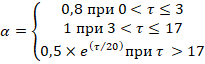 0,8 при 0 < τ ≤ 3
α = { 1 при 3 < τ ≤ 17
0,5 × e^(τ/20) при τ > 17